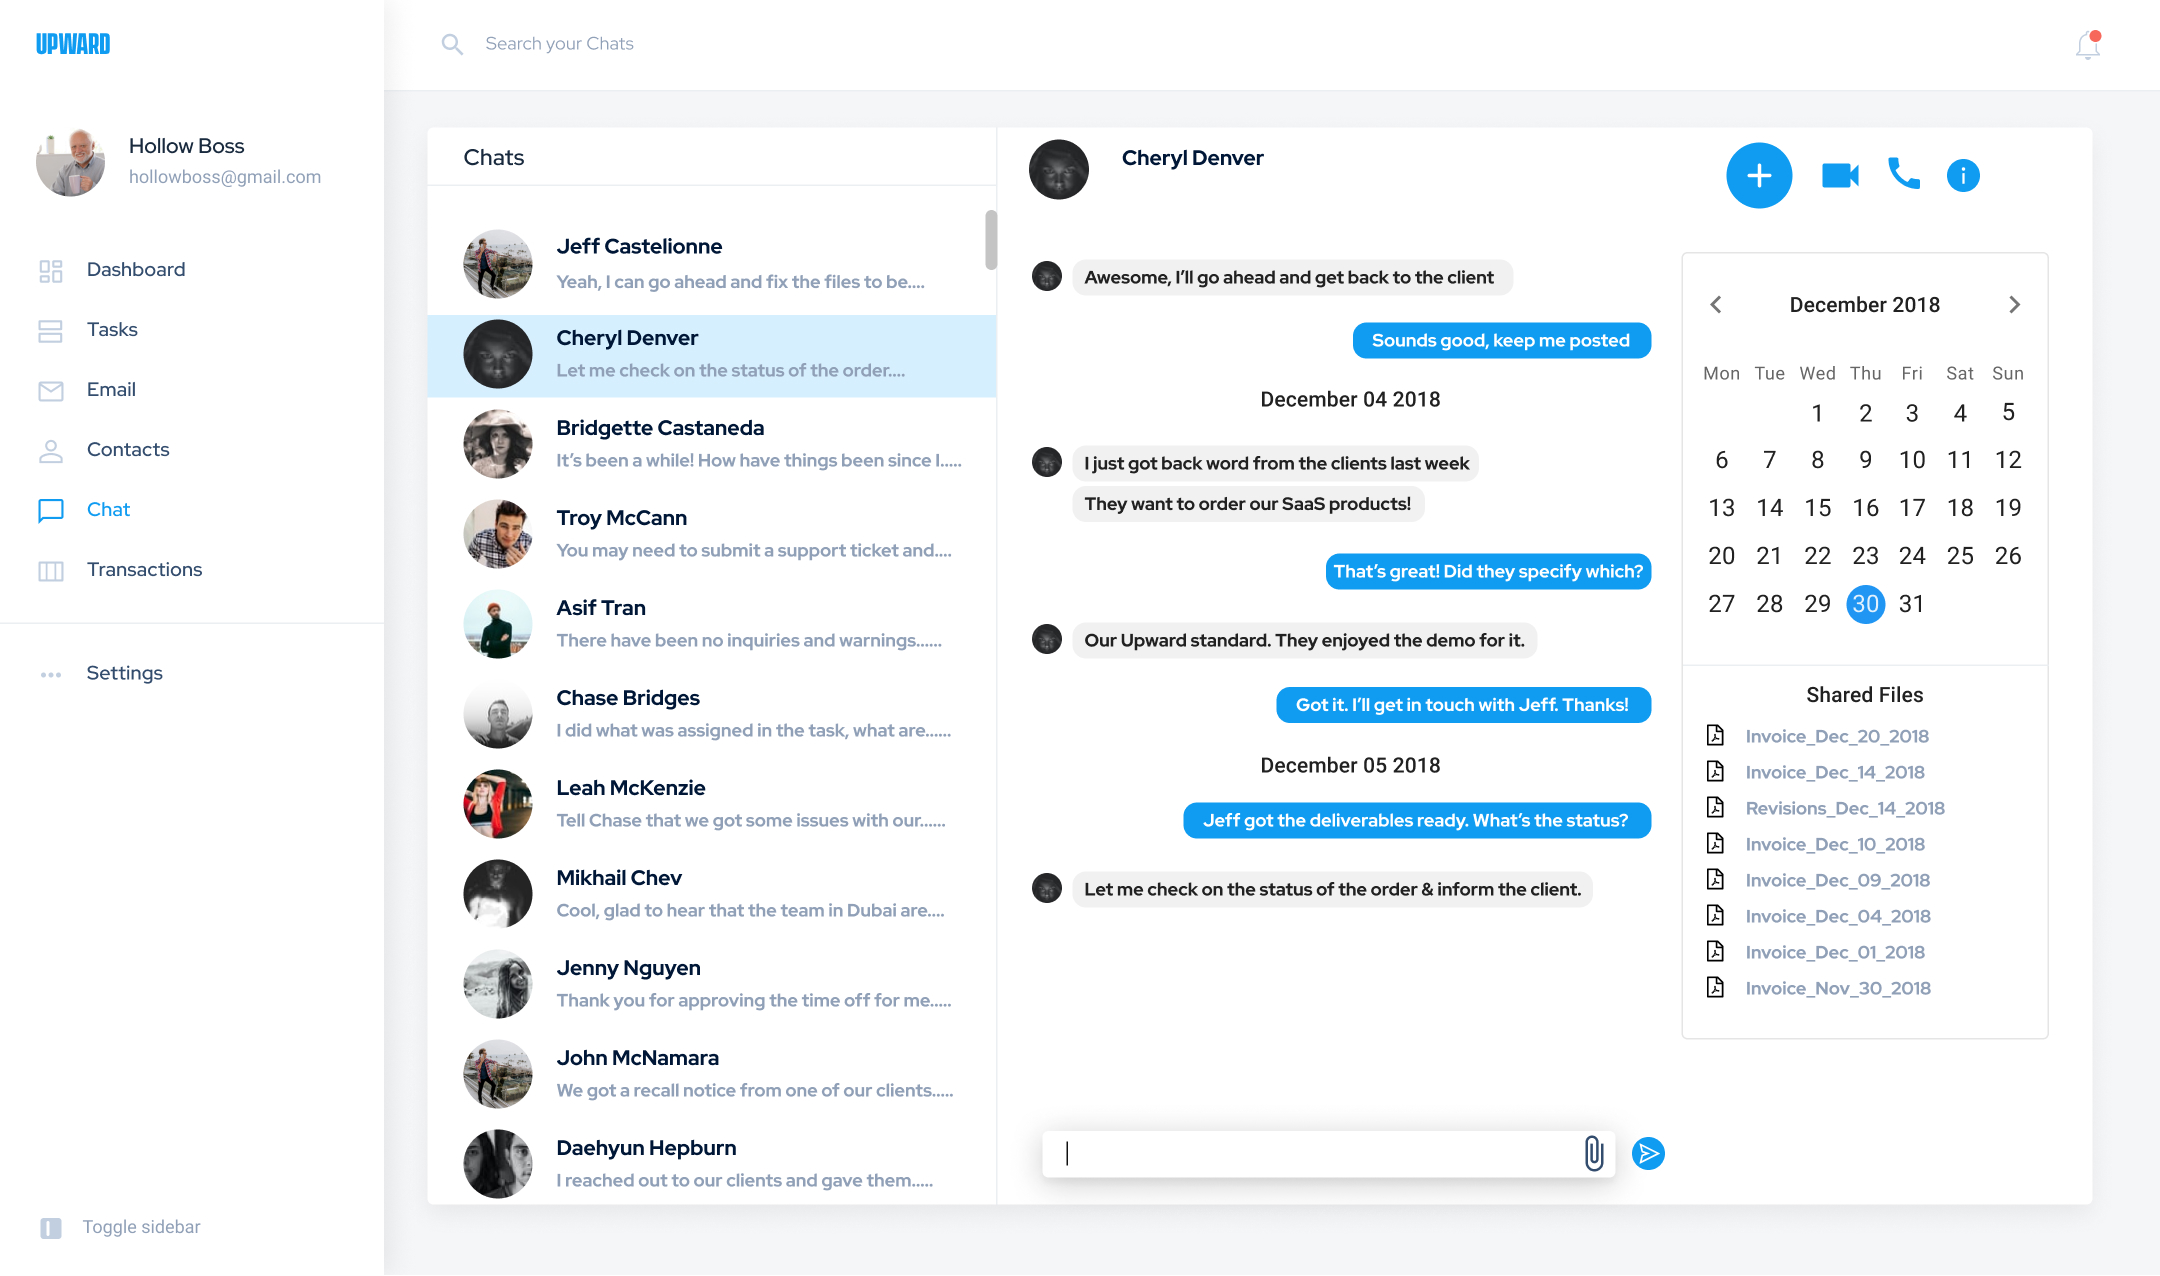 UPWARD
Search your Chats
Hollow Boss
hollowboss@gmail.com
Dashboard
Tasks
Email
Contacts
Chat
Transactions
Settings
Toggle sidebar
Chats
Jeff Castelionne
Yeah, I can go ahead and fix the files to be....
Cheryl Denver
Let me check on the status of the order....
Bridgette Castaneda
It’s been a while! How have things been since I.....
Troy McCann
You may need to submit a support ticket and....
Asif Tran
There have been no inquiries and warnings......
Chase Bridges
I did what was assigned in the task, what are......
Leah McKenzie
Tell Chase that we got some issues with our......
Mikhail Chev
Cool, glad to hear that the team in Dubai are....
Jenny Nguyen
Thank you for approving the time off for me.....
John McNamara
We got a recall notice from one of our clients.....
Daehyun Hepburn
I reached out to our clients and gave them.....
Cheryl Denver
Awesome, I’ll go ahead and get back to the client
Sounds good, keep me posted
December 04 2018
I just got back word from the clients last week
They want to order our SaaS products!
That’s great! Did they specify which?
Our Upward standard. They enjoyed the demo for it.
Got it. I’ll get in touch with Jeff. Thanks!
December 05 2018
Jeff got the deliverables ready. What’s the status?
Let me check on the status of the order & inform the client.
December 2018
Mon Tue Wed Thu Fri Sat Sun
1 2 3 4 5
6 7 8 9 10 11 12
13 14 15 16 17 18 19
20 21 22 23 24 25 26
27 28 29 30 31
Shared Files
Invoice_Dec_20_2018
Invoice_Dec_14_2018
Revisions_Dec_14_2018
Invoice_Dec_10_2018
Invoice_Dec_09_2018
Invoice_Dec_04_2018
Invoice_Dec_01_2018
Invoice_Nov_30_2018